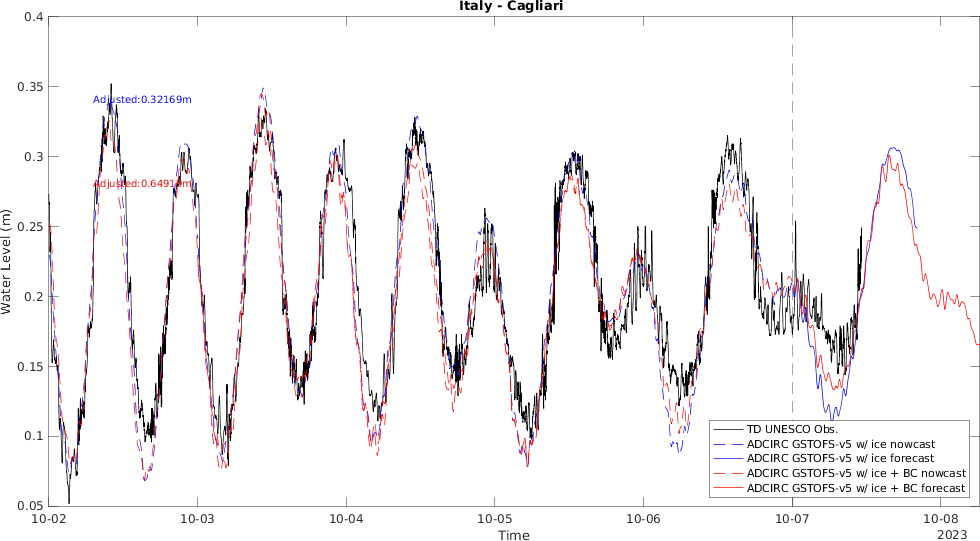 Italy - Cagliari
Water Level (m)
0.4
0.35
0.3
0.25
0.2
0.15
0.1
0.05
Adjusted:0.32169m
TD UNESCO Obs.
ADCIRC GSTOFS-v5 w/ ice nowcast
ADCIRC GSTOFS-v5 w/ ice forecast
ADCIRC GSTOFS-v5 w/ ice + BC nowcast
ADCIRC GSTOFS-v5 w/ ice + BC forecast
10-02 10-03 10-04 10-05 10-06 10-07 10-08
2023
Time